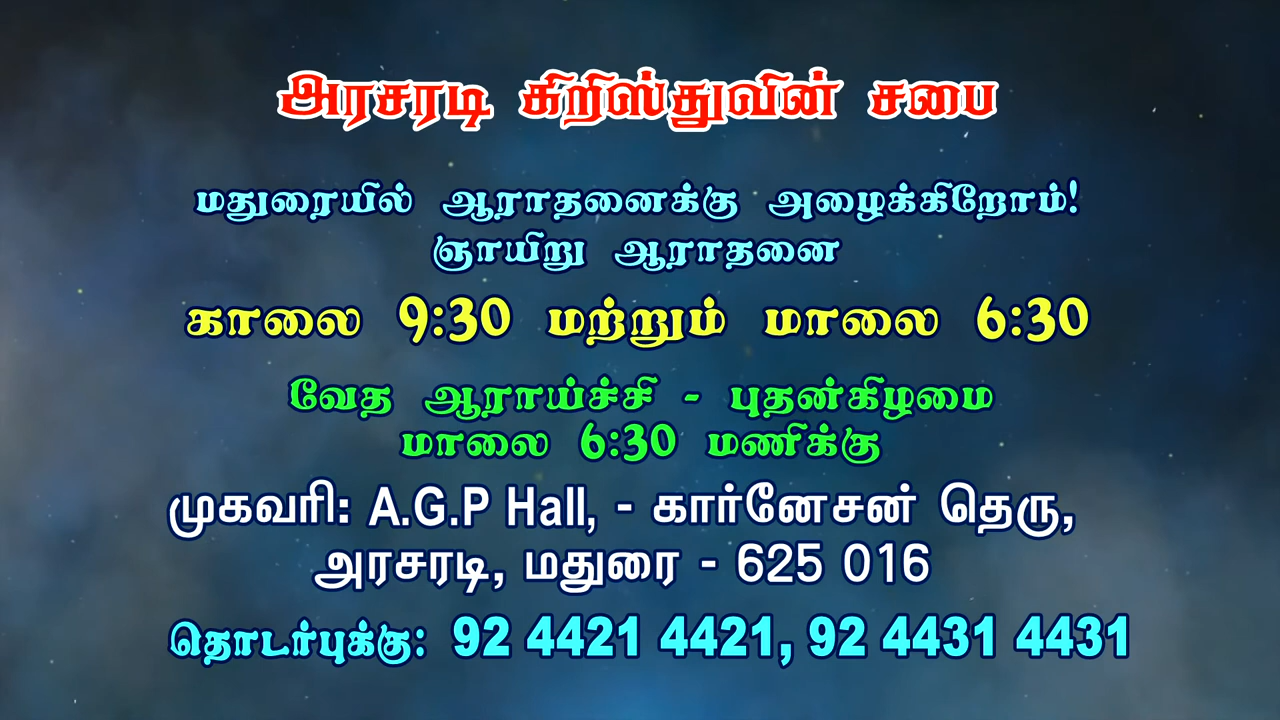 அரசரடி கிறிஸ்துவின் சபை
மதுரையில் ஆராதனைக்கு அழைக்கிறோம்!
ஞாயிறு ஆராதனை
காலை 9:30 மற்றும் மாலை 6:30
வேத ஆராய்ச்சி - புதன்கிழமை
மாலை 6:30 மணிக்கு
முகவரி: A.G.P Hall, - கார்னேசன் தெரு,
அரசரடி, மதுரை - 625 016
தொடர்புக்கு: 92 4421 4421, 92 4431 4431